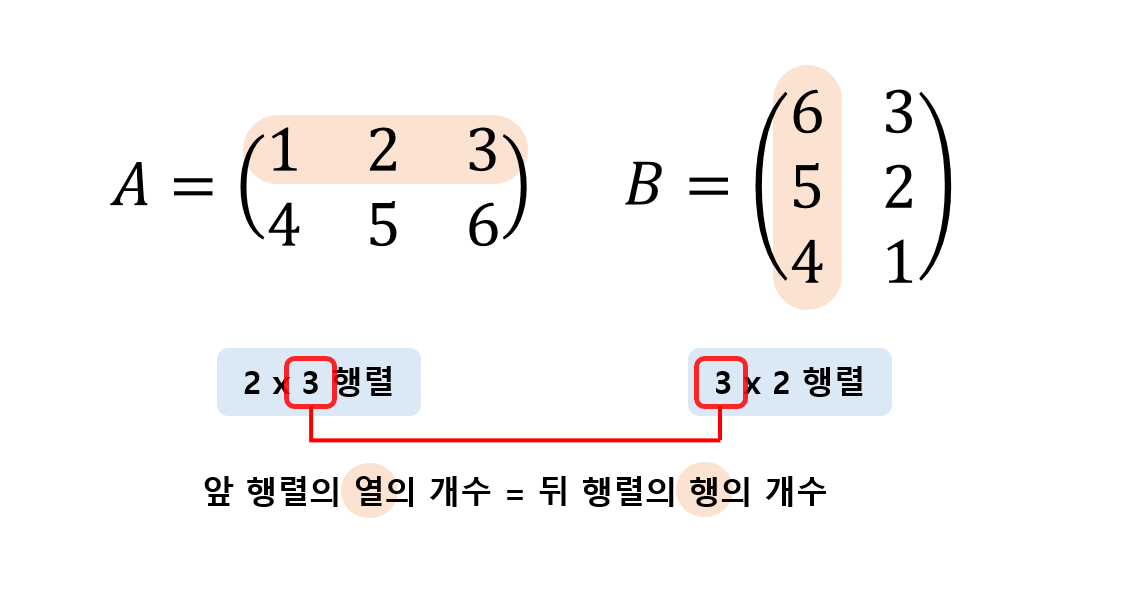 A = (1 2 3
4 5 6)
B = (6 3
5 2
4 1)
2 x 3 행렬
3 x 2 행렬
앞 행렬의 열의 개수 = 뒤 행렬의 행의 개수